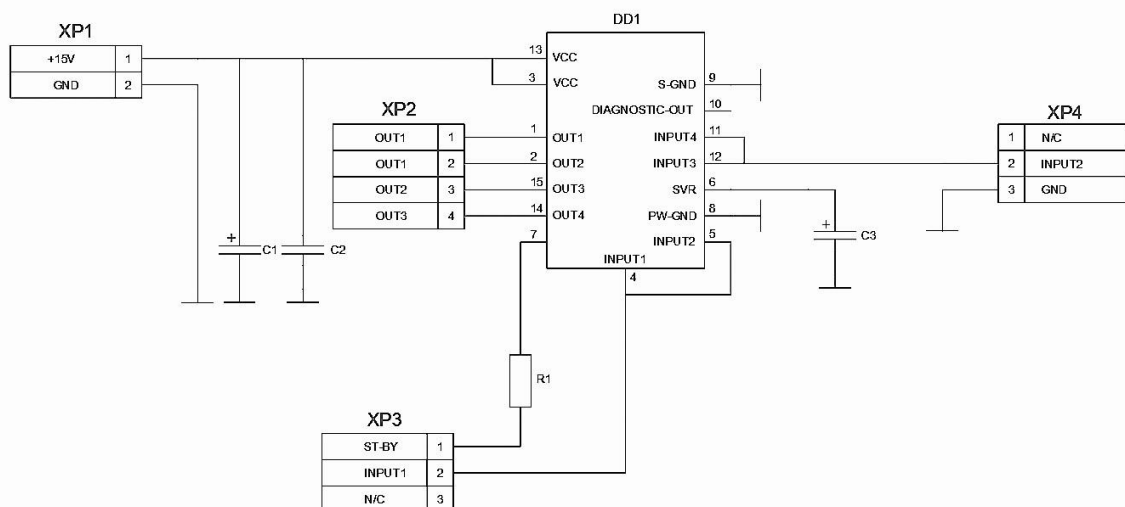 DD1
XP1
+15V 1
GND 2
13 VCC
3 VCC
S-GND 9
DIAGNOSTIC-OUT 10
XP2
OUT1 1
OUT1 2
OUT2 3
OUT3 4
1 OUT1
2 OUT2
15 OUT3
14 OUT4
7
INPUT4 11
INPUT3 12
SVR 6
PW-GND 8
INPUT2 5
INPUT1
4
XP4
1 N/C
2 INPUT2
3 GND
+ C1
C2
+ C3
R1
XP3
ST-BY 1
INPUT1 2
N/C 3